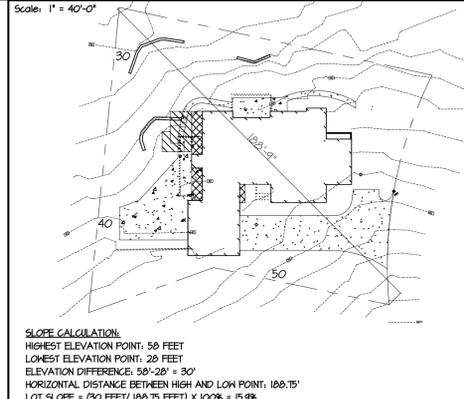 Scale: 1" = 40'-0"
30
188'-9"
40
50
SLOPE CALCULATION:
HIGHEST ELEVATION POINT: 58 FEET
LOWEST ELEVATION POINT: 28 FEET
ELEVATION DIFFERENCE: 58'-28' = 30'
HORIZONTAL DISTANCE BETWEEN HIGH AND LOW POINT: 188.75'
LOT SLOPE = (30 FEET/ 188.75 FEET) X 100% = 15.9%